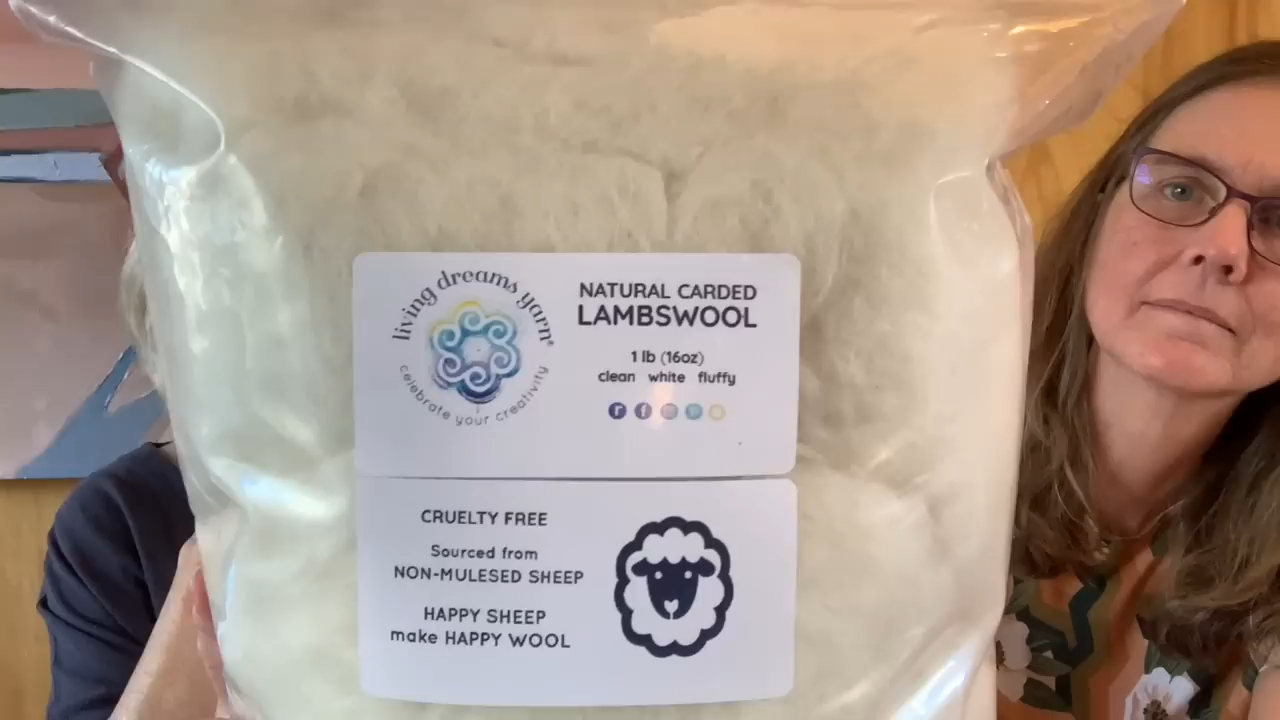 living dreams yarn®
celebrate your creativity
NATURAL CARDED
LAMBSWOOL
1 lb (16oz)
clean white fluffy
CRUELTY FREE
Sourced from
NON-MULESED SHEEP
HAPPY SHEEP
make HAPPY WOOL